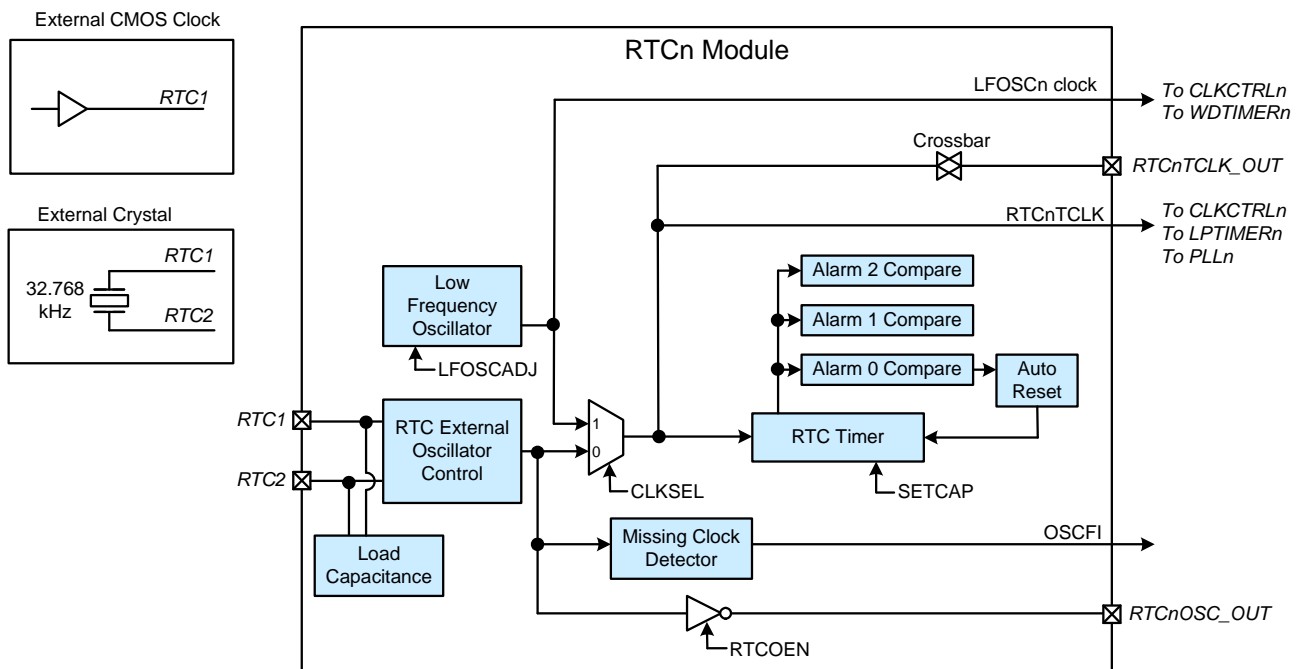 External CMOS Clock
RTC1
External Crystal
RTC1
32.768
kHz
RTC2
RTCn Module
LFOSCn clock
To CLKCTRLn
To WDTIMERn
Crossbar
RTCnTCLK_OUT
RTCnTCLK
To CLKCTRLn
To LPTIMERn
To PLLn
Low
Frequency
Oscillator
LFOSCADJ
Alarm 2 Compare
Alarm 1 Compare
Alarm 0 Compare
Auto
Reset
RTC1
RTC2
RTC External
Oscillator
Control
1
0
CLKSEL
RTC Timer
SETCAP
Load
Capacitance
Missing Clock
Detector
OSCFI
RTCOEN
RTCnOSC_OUT